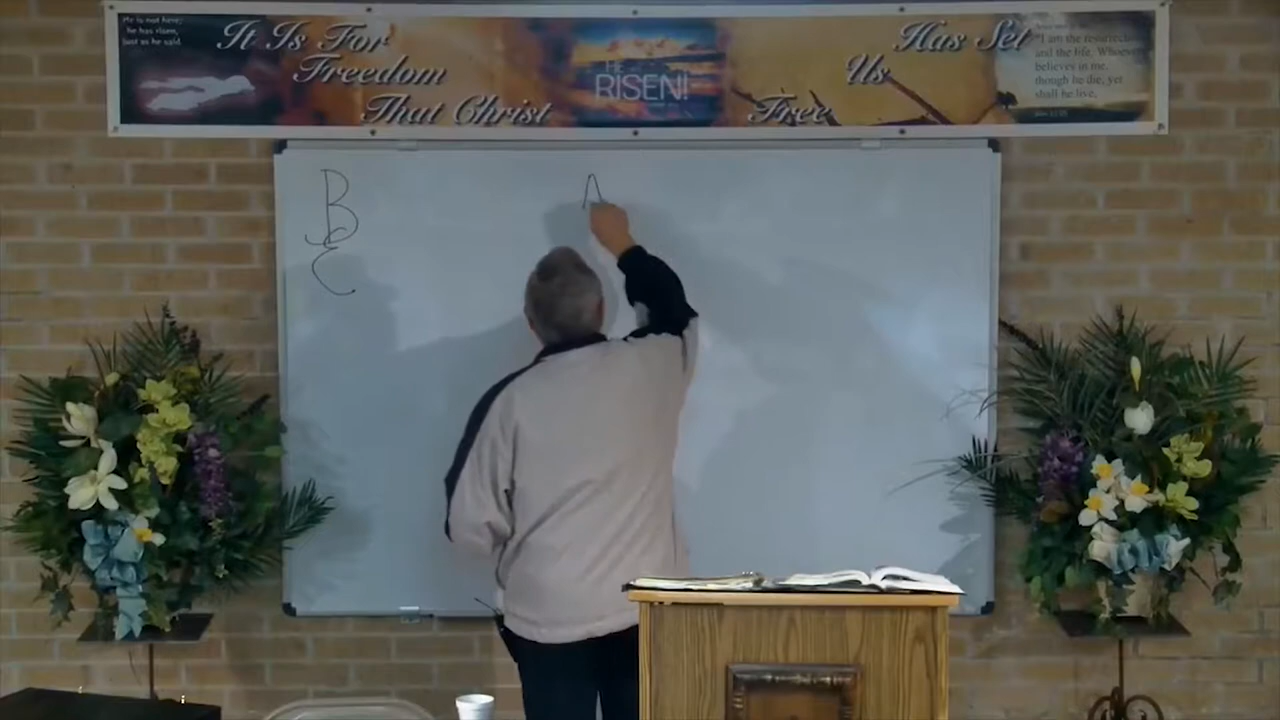 He is not here;
he has risen,
just as he said.
It Is For
Freedom
That Christ
HE
RISEN!
Has Set
Us
Free
"I am the resurrection
and the life. Whoever
believes in me,
though he die, yet
shall he live,
B
C
A